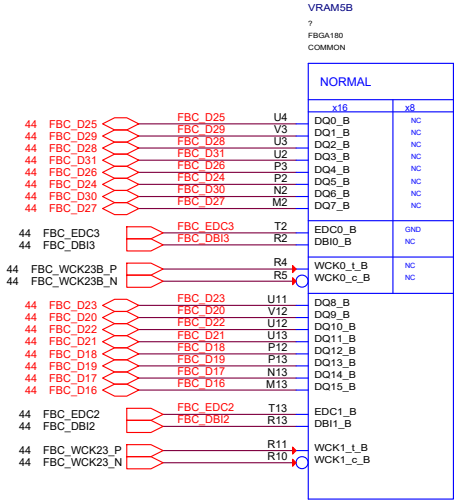 VRAM5B
?
FBGA180
COMMON
NORMAL
x16 x8
44 FBC_D25 FBC_D25 U4 DQ0_B NC
44 FBC_D29 FBC_D29 V3 DQ1_B NC
44 FBC_D28 FBC_D28 U3 DQ2_B NC
44 FBC_D31 FBC_D31 U2 DQ3_B NC
44 FBC_D26 FBC_D26 P3 DQ4_B NC
44 FBC_D24 FBC_D24 P2 DQ5_B NC
44 FBC_D30 FBC_D30 N2 DQ6_B NC
44 FBC_D27 FBC_D27 M2 DQ7_B NC
44 FBC_EDC3 FBC_EDC3 T2 EDC0_B GND
44 FBC_DBI3 FBC_DBI3 R2 DBI0_B NC
44 FBC_WCK23B_P R4 WCK0_t_B NC
44 FBC_WCK23B_N R5 WCK0_c_B NC
44 FBC_D23 FBC_D23 U11 DQ8_B
44 FBC_D20 FBC_D20 V12 DQ9_B
44 FBC_D22 FBC_D22 U12 DQ10_B
44 FBC_D21 FBC_D21 U13 DQ11_B
44 FBC_D18 FBC_D18 P12 DQ12_B
44 FBC_D19 FBC_D19 P13 DQ13_B
44 FBC_D17 FBC_D17 N13 DQ14_B
44 FBC_D16 FBC_D16 M13 DQ15_B
44 FBC_EDC2 FBC_EDC2 T13 EDC1_B
44 FBC_DBI2 FBC_DBI2 R13 DBI1_B
44 FBC_WCK23_P R11 WCK1_t_B
44 FBC_WCK23_N R10 WCK1_c_B